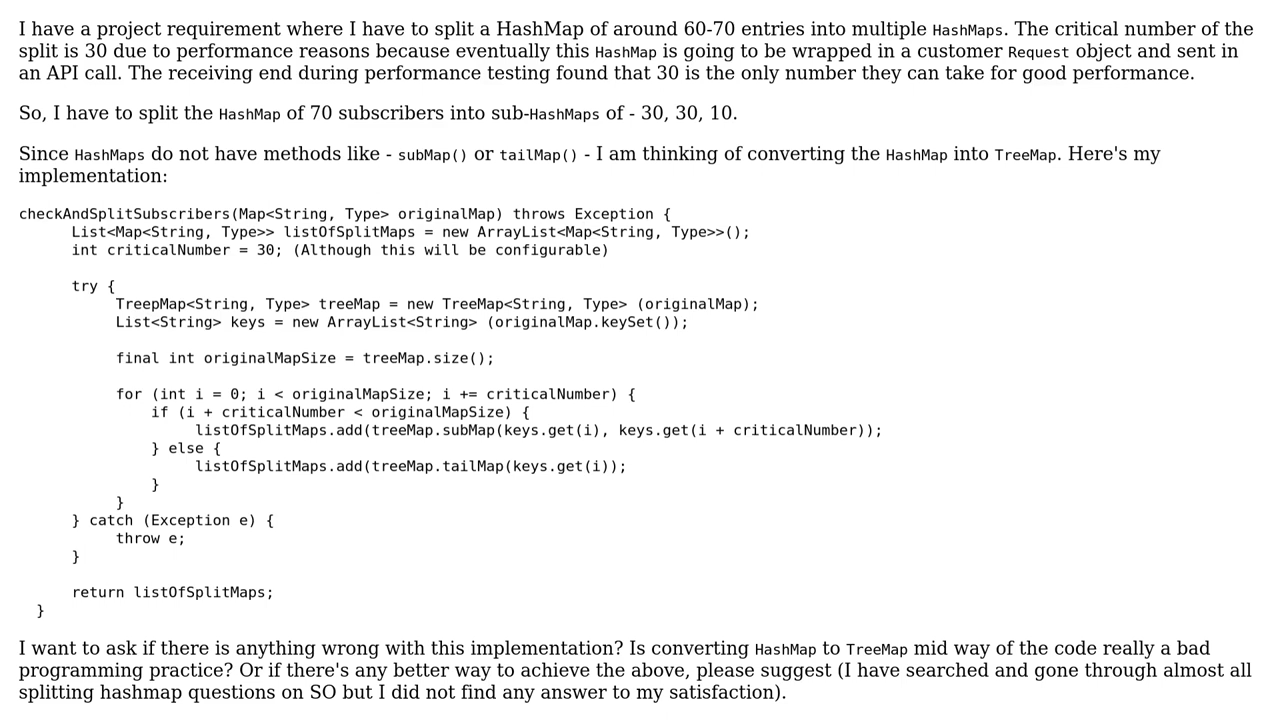 I have a project requirement where I have to split a HashMap of around 60-70 entries into multiple HashMaps. The critical number of the
split is 30 due to performance reasons because eventually this HashMap is going to be wrapped in a customer Request object and sent in
an API call. The receiving end during performance testing found that 30 is the only number they can take for good performance.
So, I have to split the HashMap of 70 subscribers into sub-HashMaps of - 30, 30, 10.
Since HashMaps do not have methods like - subMap() or tailMap() - I am thinking of converting the HashMap into TreeMap. Here's my
implementation:
checkAndSplitSubscribers(Map<String, Type> originalMap) throws Exception {
      List<Map<String, Type>> listOfSplitMaps = new ArrayList<Map<String, Type>>();
      int criticalNumber = 30; (Although this will be configurable)
      try {
           TreepMap<String, Type> treeMap = new TreeMap<String, Type> (originalMap);
           List<String> keys = new ArrayList<String> (originalMap.keySet());
           final int originalMapSize = treeMap.size();
           for (int i = 0; i < originalMapSize; i += criticalNumber) {
               if (i + criticalNumber < originalMapSize) {
                    listOfSplitMaps.add(treeMap.subMap(keys.get(i), keys.get(i + criticalNumber));
               } else {
                    listOfSplitMaps.add(treeMap.tailMap(keys.get(i));
               }
           }
      } catch (Exception e) {
           throw e;
      }
      return listOfSplitMaps;
  }
I want to ask if there is anything wrong with this implementation? Is converting HashMap to TreeMap mid way of the code really a bad
programming practice? Or if there's any better way to achieve the above, please suggest (I have searched and gone through almost all
splitting hashmap questions on SO but I did not find any answer to my satisfaction).